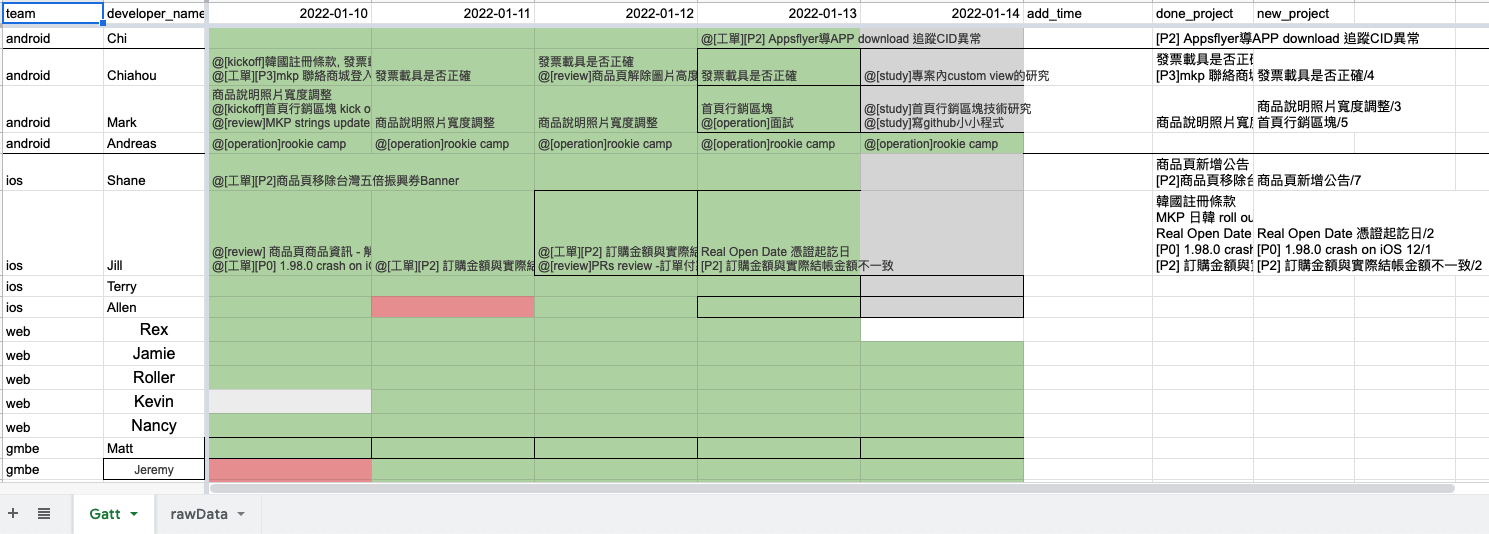 team developer_name 2022-01-10 2022-01-11 2022-01-12 2022-01-13 2022-01-14 add_time done_project new_project
android Chi @[工單][P2] Appsflyer導APP download 追蹤CID異常 [P2] Appsflyer導APP download 追蹤CID異常
@[kickoff]韓國註冊條款, 發票 發票載具是否正確 發票載具是否正
android Chiahou @[工單][P3]mkp 聯絡商城登入 發票載具是否正確 @[review]商品頁解除圖片高度 發票載具是否正確 @[study]專案內custom view的研究 [P3]mkp 聯絡商 發票載具是否正確/4
商品說明照片寬度調整
@[kickoff]首頁行銷區塊 kick o 首頁行銷區塊 @[study]首頁行銷區塊技術研究 商品說明照片寬度調整/3
android Mark @[review]MKP strings update 商品說明照片寬度調整 商品說明照片寬度調整 @[operation]面試 @[study]寫github小小程式 商品說明照片寬 首頁行銷區塊/5
android Andreas @[operation]rookie camp @[operation]rookie camp @[operation]rookie camp @[operation]rookie camp @[operation]rookie camp
商品頁新增公告
ios Shane @[工單][P2]商品頁移除台灣五倍振興券Banner [P2]商品頁移除台 商品頁新增公告/7
韓國註冊條款
MKP 日韓 roll ou
Real Open Date Real Open Date 憑證起訖日/2
@[review] 商品頁商品資訊 - @[工單][P2] 訂購金額與實際 Real Open Date 憑證起訖日 [P0] 1.98.0 crash [P0] 1.98.0 crash on iOS 12/1
ios Jill @[工單][P0] 1.98.0 crash on iO @[工單][P2] 訂購金額與實際結 @[review]PRs review -訂單付 [P2] 訂購金額與實際結帳金額不一致 [P2] 訂購金額與 [P2] 訂購金額與實際結帳金額不一致/2
ios Terry
ios Allen
web Rex
web Jamie
web Roller
web Kevin
web Nancy
gmbe Matt
gmbe Jeremy
+ Gatt rawData